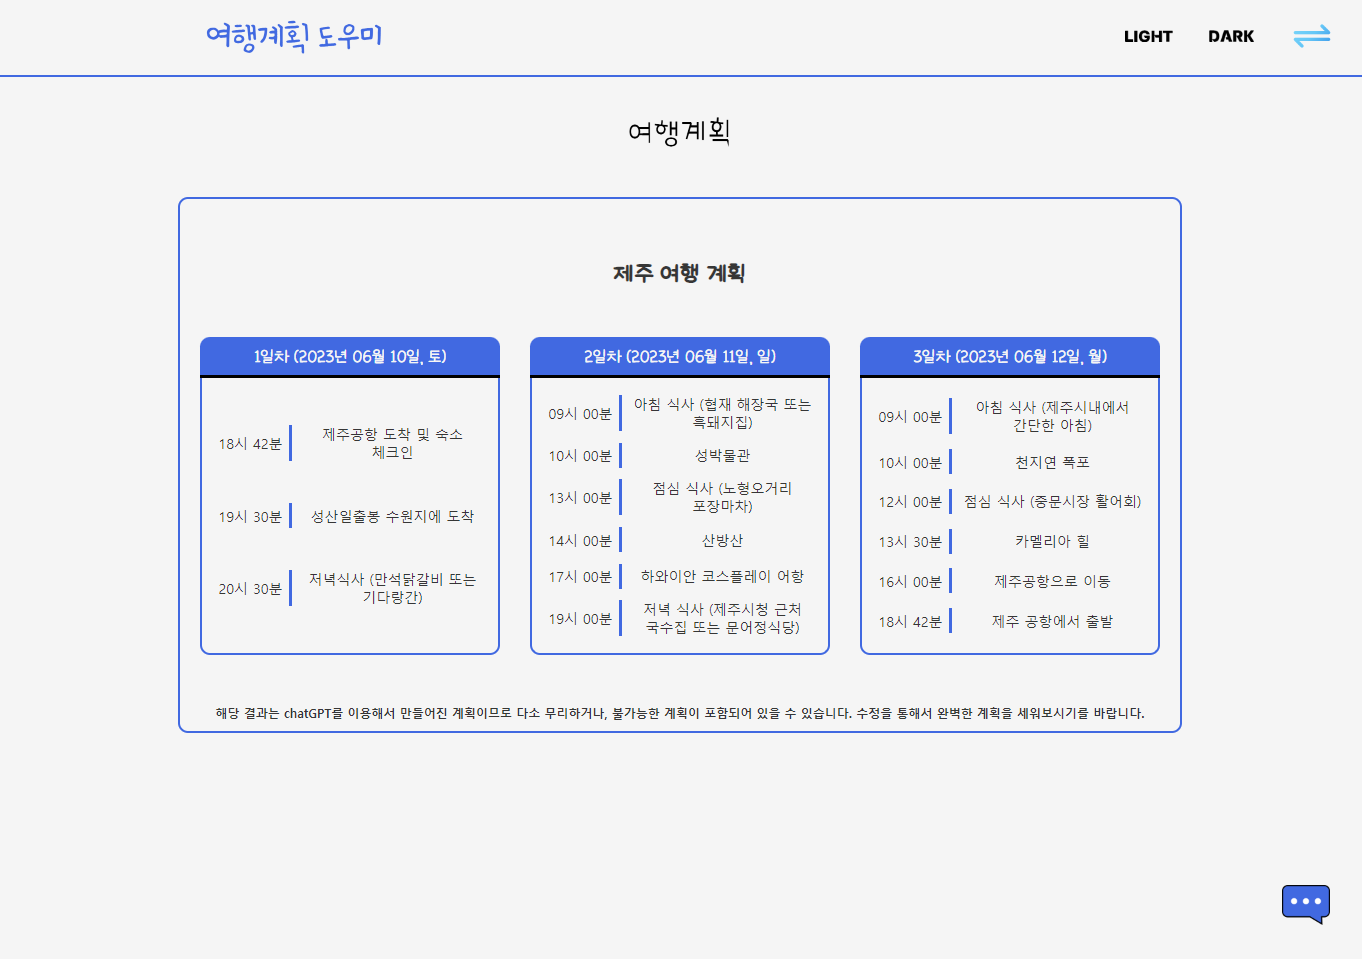 여행계획 도우미
LIGHT
DARK
여행계획
제주 여행 계획
1일차 (2023년 06월 10일, 토)
18시 42분
제주공항 도착 및 숙소
체크인
19시 30분
성산일출봉 수원지에 도착
20시 30분
저녁식사 (만석닭갈비 또는
기다랑간)
2일차 (2023년 06월 11일, 일)
09시 00분
아침 식사 (협재 해장국 또는
흑돼지집)
10시 00분
성박물관
13시 00분
점심 식사 (노형오거리
포장마차)
14시 00분
산방산
17시 00분
하와이안 코스플레이 어항
19시 00분
저녁 식사 (제주시청 근처
국수집 또는 문어정식당)
3일차 (2023년 06월 12일, 월)
09시 00분
아침 식사 (제주시내에서
간단한 아침)
10시 00분
천지연 폭포
12시 00분
점심 식사 (중문시장 활어회)
13시 30분
카멜리아 힐
16시 00분
제주공항으로 이동
18시 42분
제주 공항에서 출발
해당 결과는 chatGPT를 이용해서 만들어진 계획이므로 다소 무리하거나, 불가능한 계획이 포함되어 있을 수 있습니다. 수정을 통해서 완벽한 계획을 세워보시기를 바랍니다.